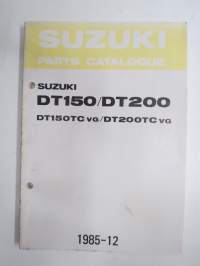 SUZUKI
PARTS CATALOGUE
SUZUKI
DT150/DT200
DT150TC VG/DT200TC VG
1985-12